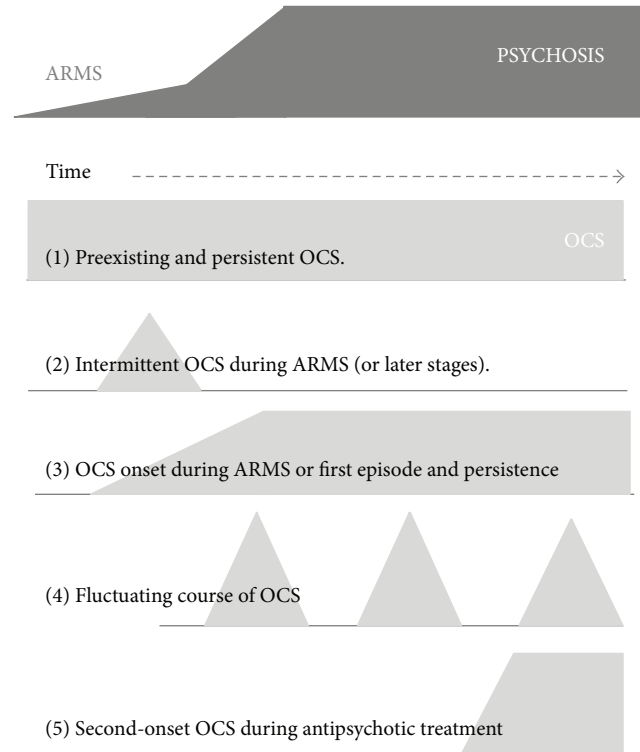 ARMS
PSYCHOSIS
Time
OCS
(1) Preexisting and persistent OCS.
(2) Intermittent OCS during ARMS (or later stages).
(3) OCS onset during ARMS or first episode and persistence
(4) Fluctuating course of OCS
(5) Second-onset OCS during antipsychotic treatment